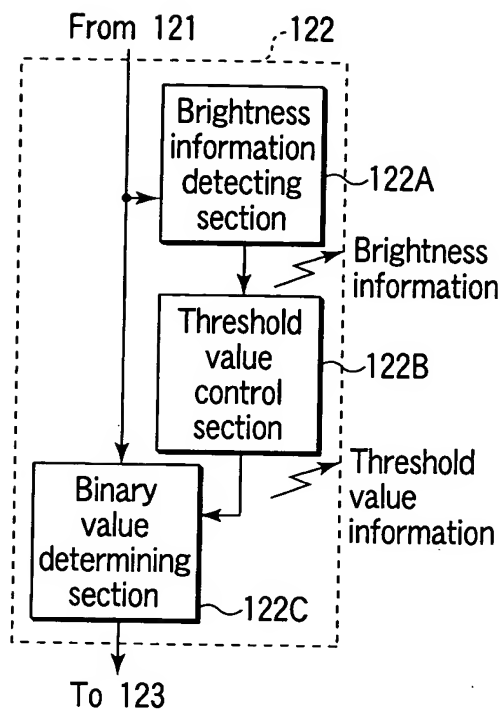 From 121
122
Brightness
information
detecting
section
122A
Brightness
information
Threshold
value
control
section
122B
Threshold
value
information
Binary
value
determining
section
122C
To 123